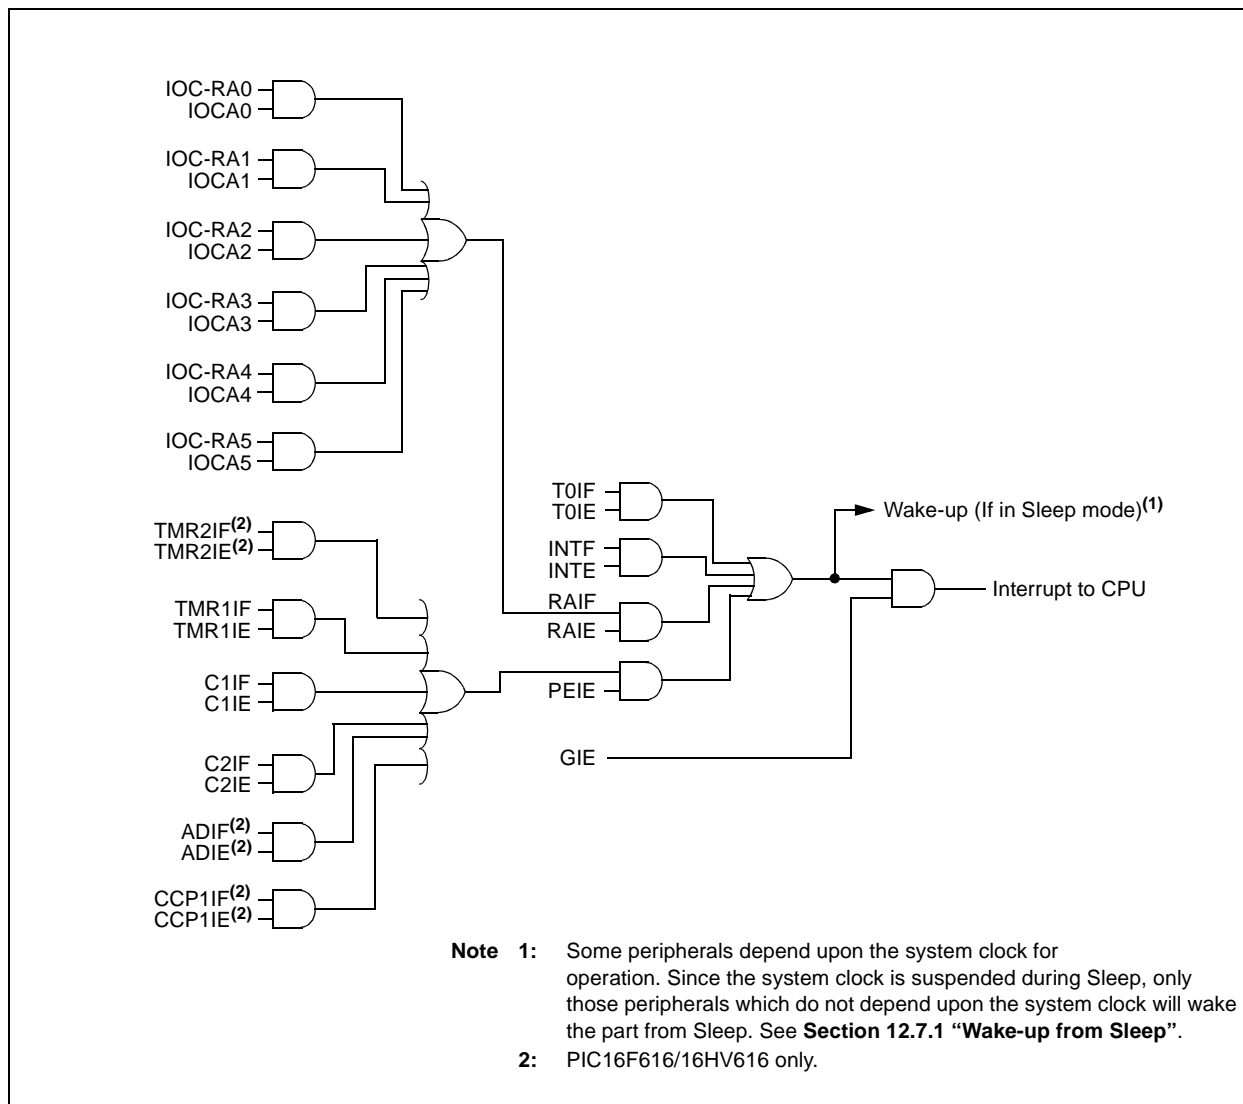 IOC-RA0
IOCA0
IOC-RA1
IOCA1
IOC-RA2
IOCA2
IOC-RA3
IOCA3
IOC-RA4
IOCA4
IOC-RA5
IOCA5
TMR2IF(2)
TMR2IE(2)
TMR1IF
TMR1IE
C1IF
C1IE
C2IF
C2IE
ADIF(2)
ADIE(2)
CCP1IF(2)
CCP1IE(2)
T0IF
T0IE
INTF
INTE
RAIF
RAIE
PEIE
GIE
Wake-up (If in Sleep mode)(1)
Interrupt to CPU
Note 1: Some peripherals depend upon the system clock for
operation. Since the system clock is suspended during Sleep, only
those peripherals which do not depend upon the system clock will wake
the part from Sleep. See Section 12.7.1 “Wake-up from Sleep”.
2: PIC16F616/16HV616 only.